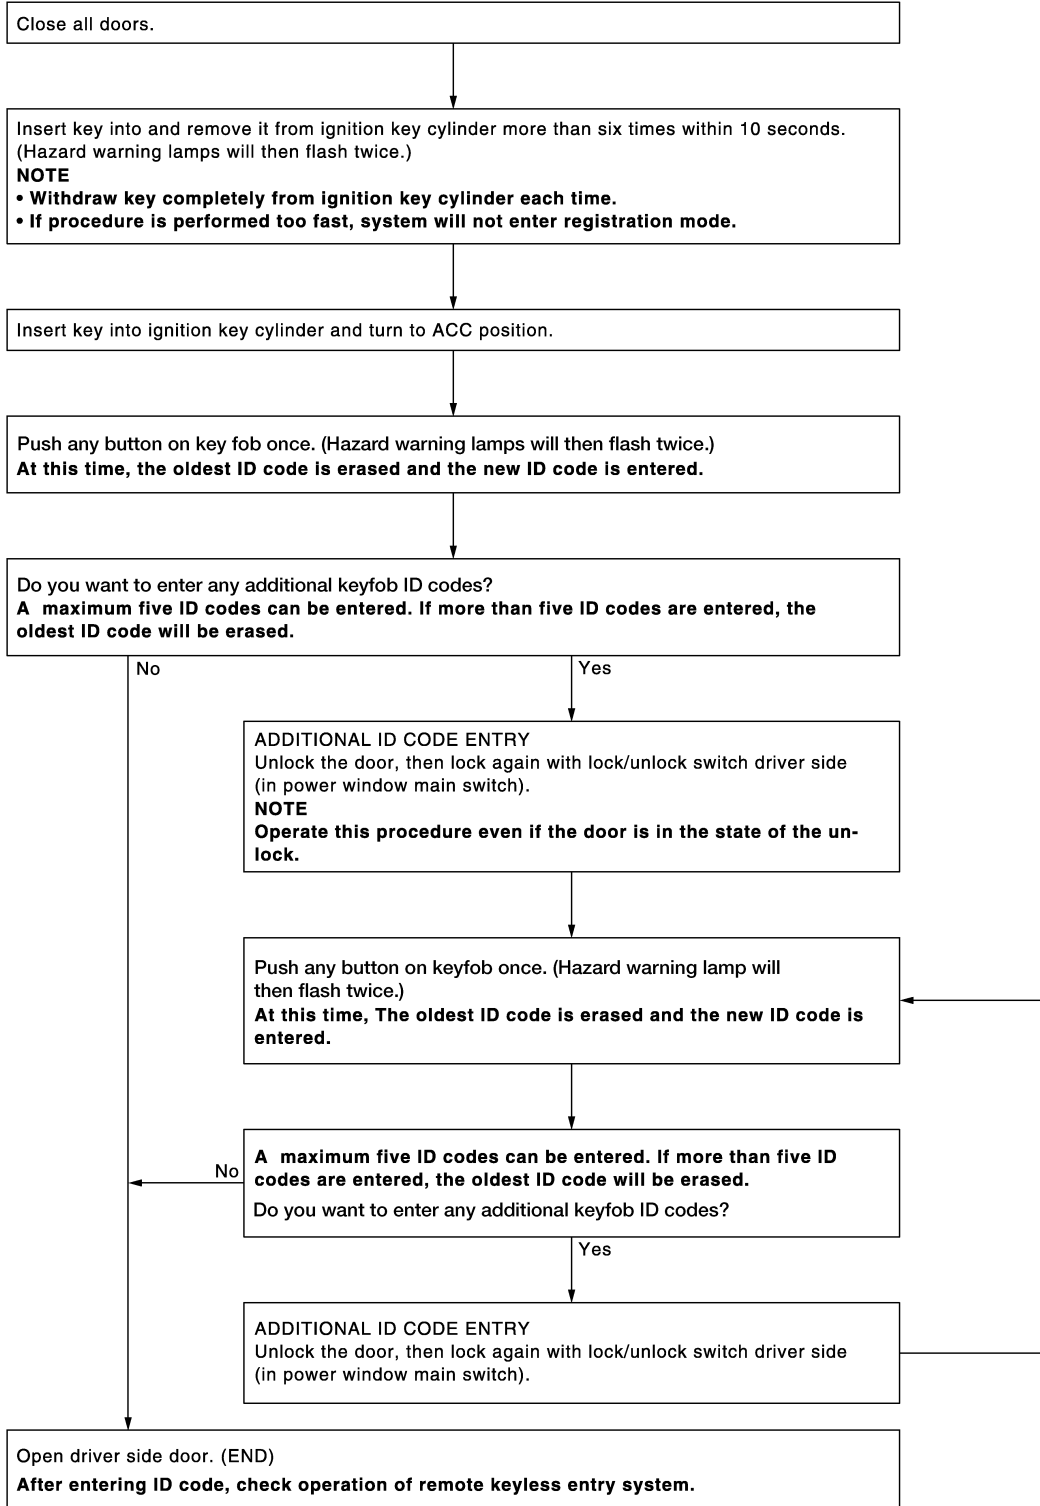 Close all doors.
Insert key into and remove it from ignition key cylinder more than six times within 10 seconds.
(Hazard warning lamps will then flash twice.)
NOTE
• Withdraw key completely from ignition key cylinder each time.
• If procedure is performed too fast, system will not enter registration mode.
Insert key into ignition key cylinder and turn to ACC position.
Push any button on key fob once. (Hazard warning lamps will then flash twice.)
At this time, the oldest ID code is erased and the new ID code is entered.
Do you want to enter any additional keyfob ID codes?
A  maximum five ID codes can be entered. If more than five ID codes are entered, the
oldest ID code will be erased.
No
Yes
ADDITIONAL ID CODE ENTRY
Unlock the door, then lock again with lock/unlock switch driver side
(in power window main switch).
NOTE
Operate this procedure even if the door is in the state of the un-
lock.
Push any button on keyfob once. (Hazard warning lamp will
then flash twice.)
At this time, The oldest ID code is erased and the new ID code is
entered.
A  maximum five ID codes can be entered. If more than five ID
codes are entered, the oldest ID code will be erased.
Do you want to enter any additional keyfob ID codes?
No
Yes
ADDITIONAL ID CODE ENTRY
Unlock the door, then lock again with lock/unlock switch driver side
(in power window main switch).
Open driver side door. (END)
After entering ID code, check operation of remote keyless entry system.